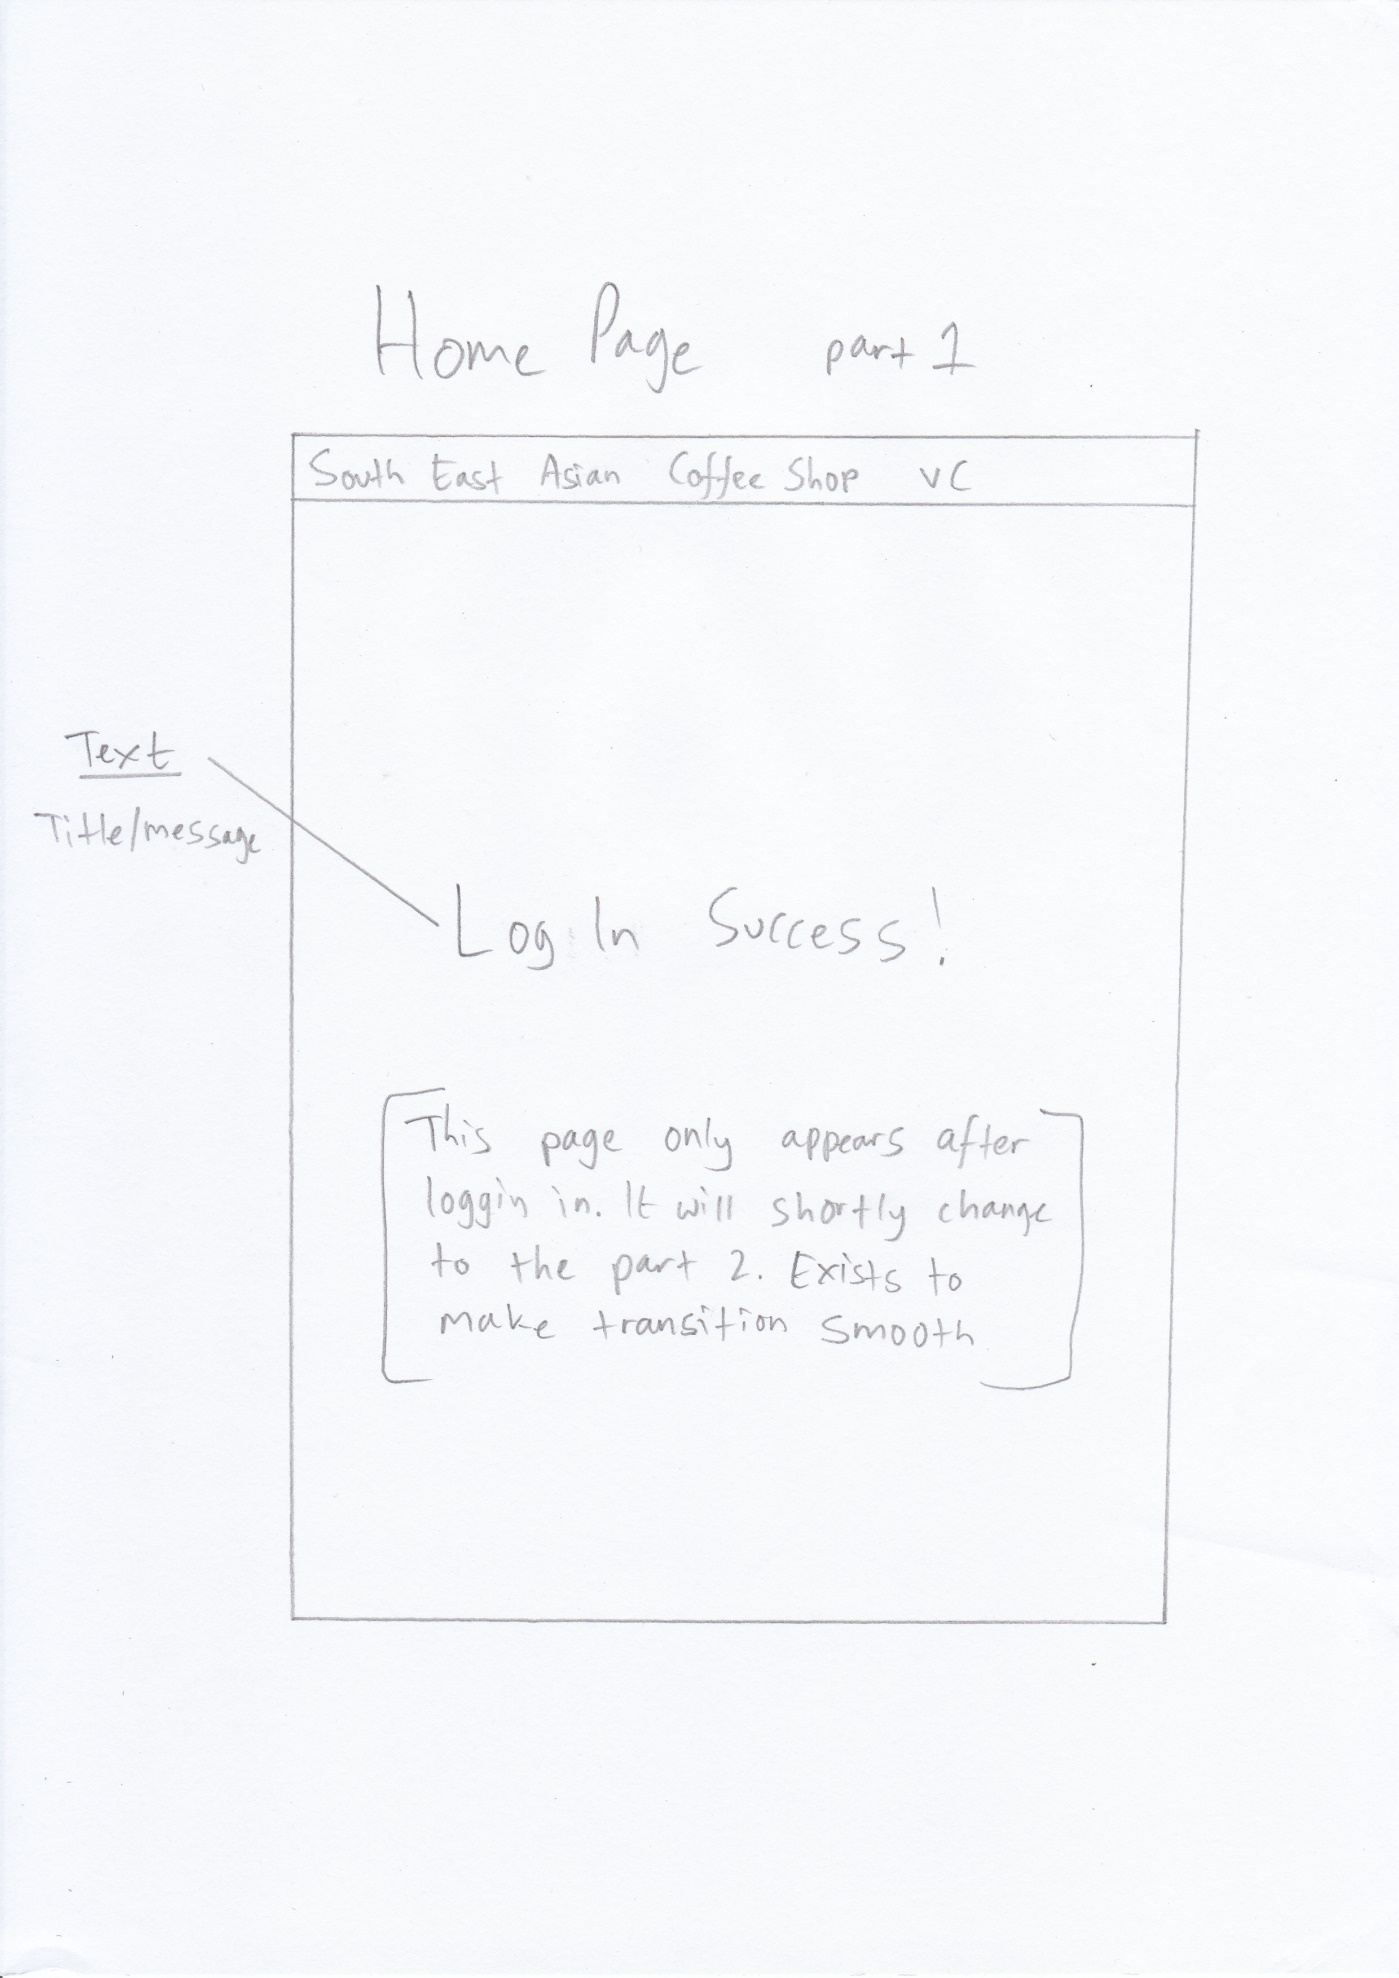 Home Page part 1
South East Asian Coffee Shop VC
Text
Title/message
Log In Success!
This page only appears after
loggin in. It will shortly change
to the part 2. Exists to
make transition smooth